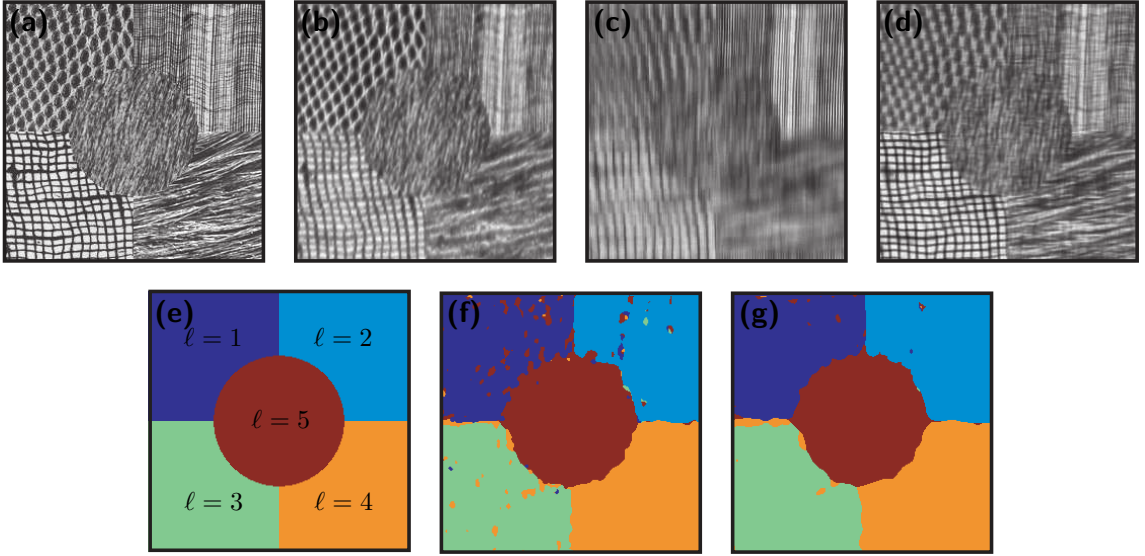 (a)
(b)
(c)
(d)
(e)
ℓ = 1
ℓ = 2
ℓ = 5
ℓ = 3
ℓ = 4
(f)
(g)